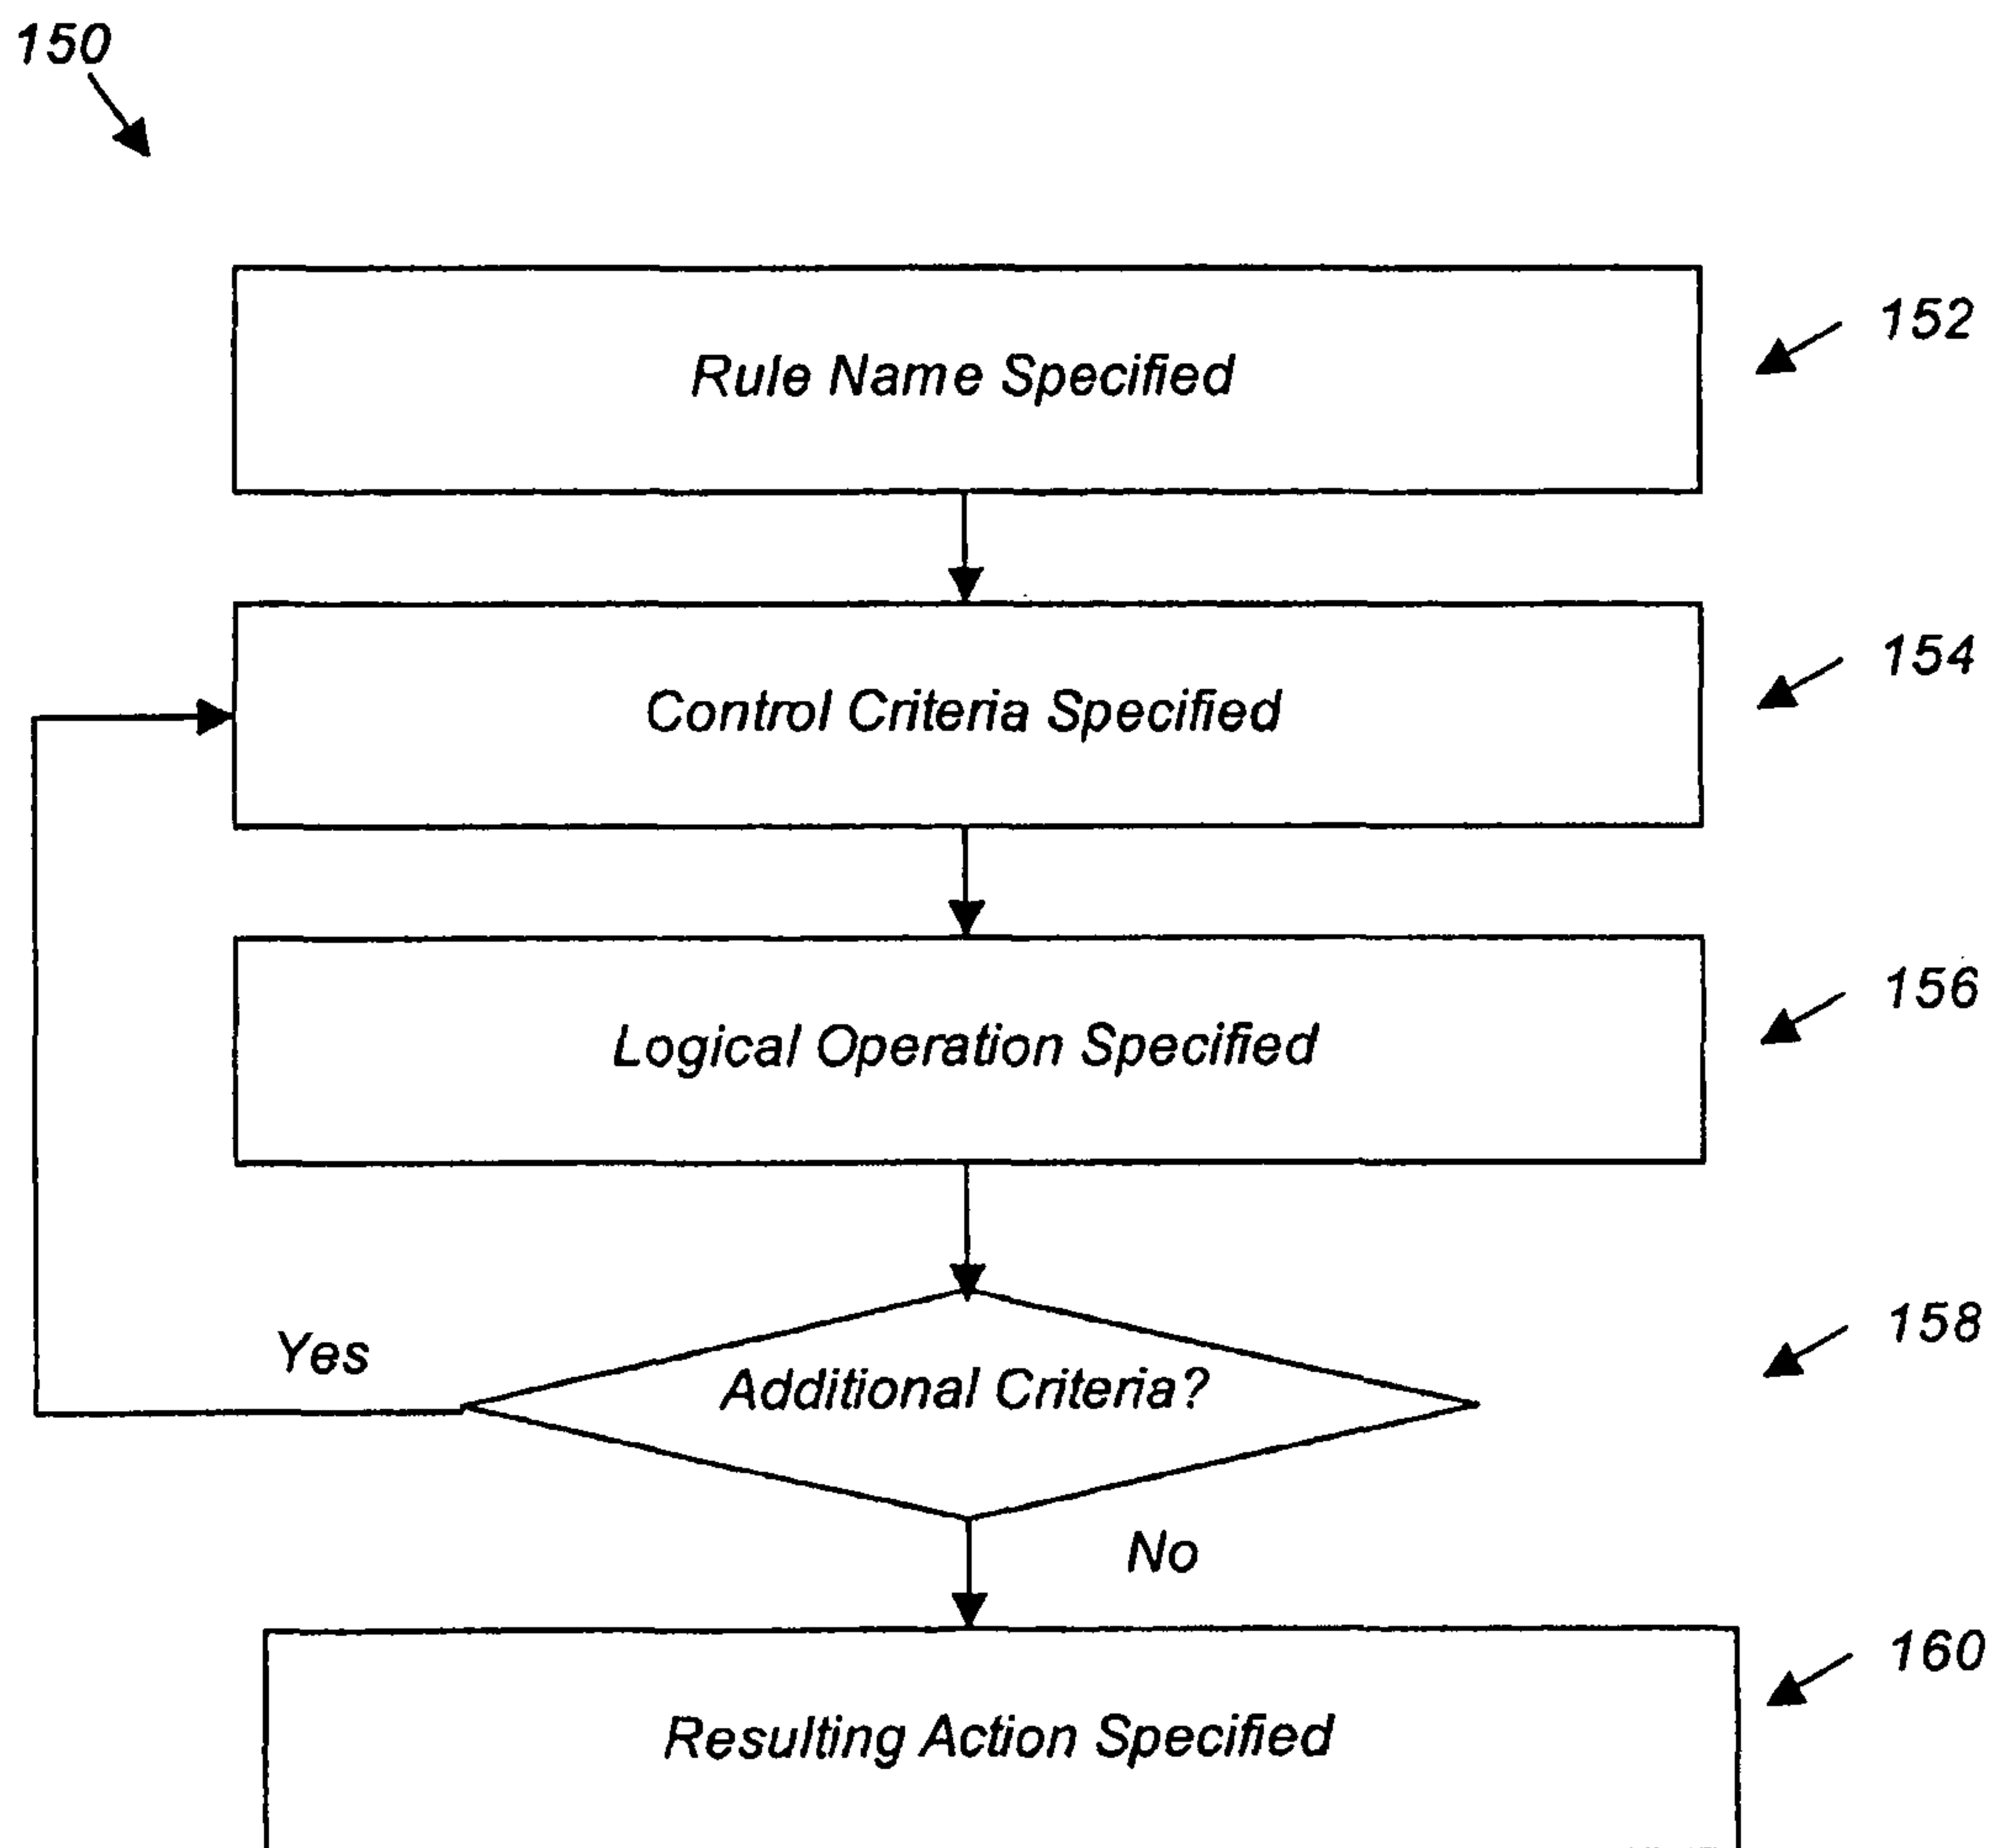 150
Rule Name Specified
152
Control Criteria Specified
154
Logical Operation Specified
156
Additional Criteria?
158
Yes
No
Resulting Action Specified
160